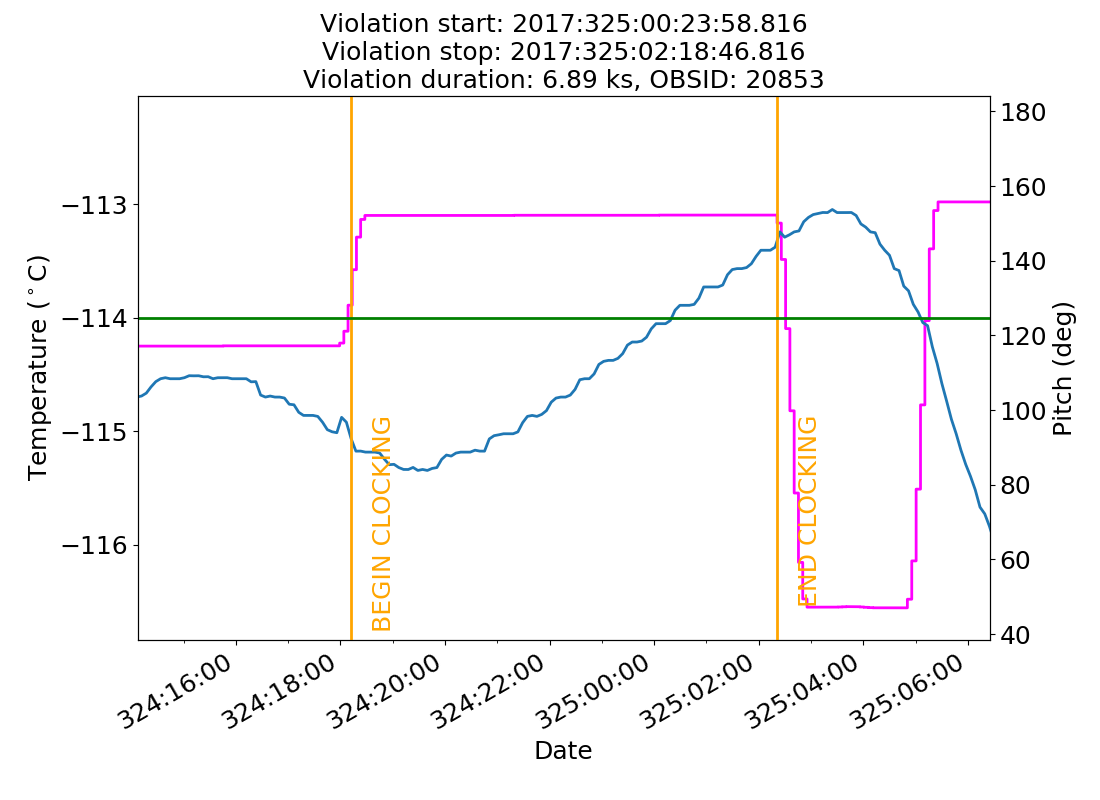 Violation start: 2017:325:00:23:58.816
Violation stop: 2017:325:02:18:46.816
Violation duration: 6.89 ks, OBSID: 20853
−113
−114
−115
−116
Temperature (°C)
180
160
140
120
100
80
60
40
Pitch (deg)
BEGIN CLOCKING
END CLOCKING
324:16:00
324:18:00
324:20:00
324:22:00
325:00:00
325:02:00
325:04:00
325:06:00
Date